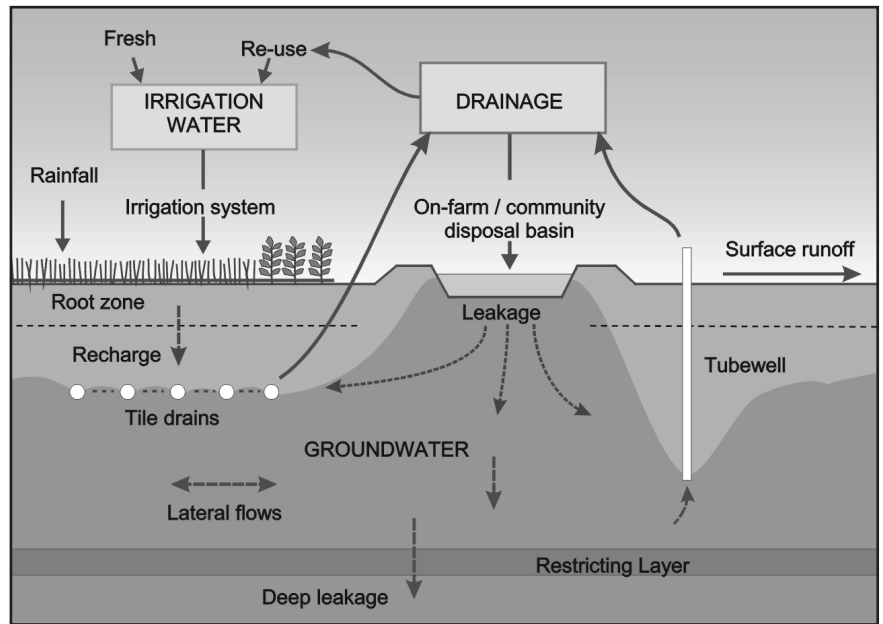 Fresh
Re-use
IRRIGATION
WATER
DRAINAGE
Rainfall
Irrigation system
On-farm / community
disposal basin
Surface runoff
Root zone
Leakage
Recharge
Tubewell
Tile drains
GROUNDWATER
Lateral flows
Restricting Layer
Deep leakage